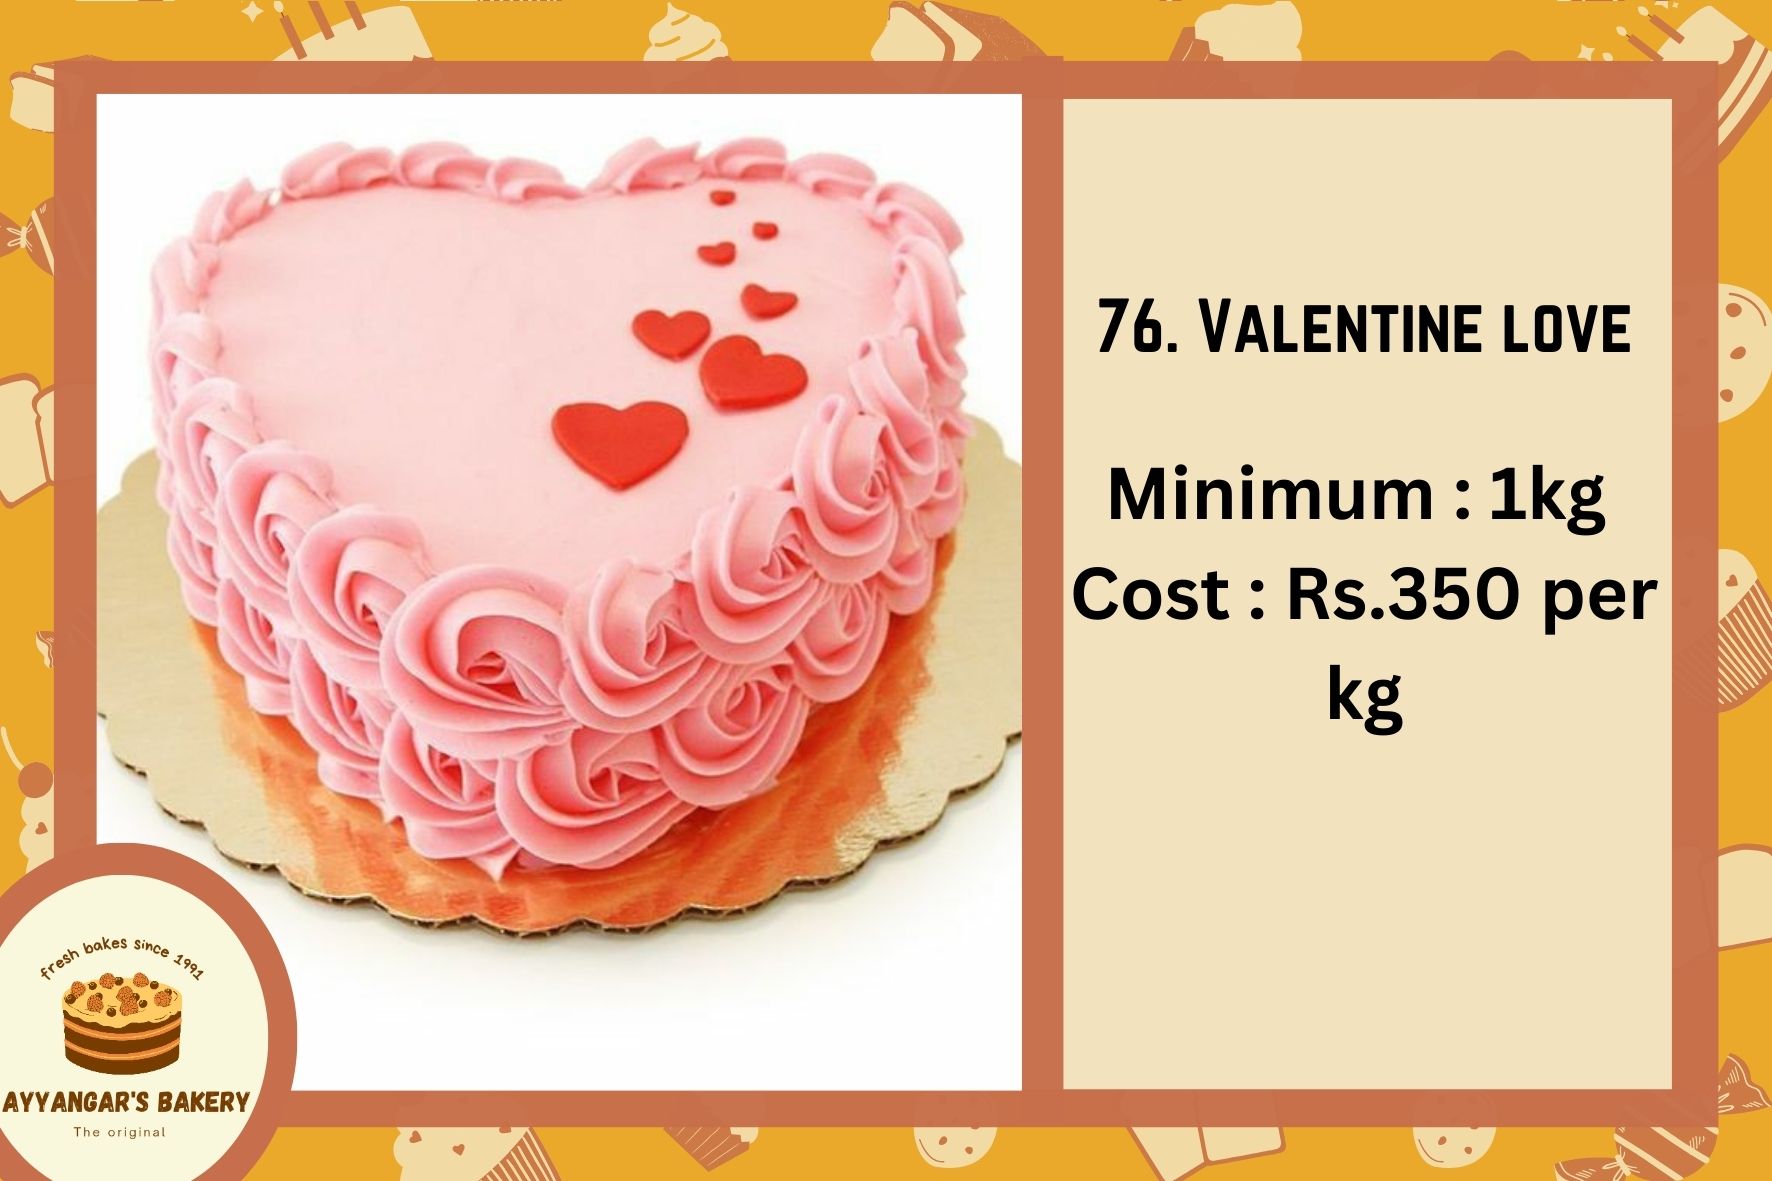 76. VALENTINE LOVE
Minimum : 1kg
Cost : Rs.350 per
kg
fresh bakes since 1991
AYYANGAR'S BAKERY
The original